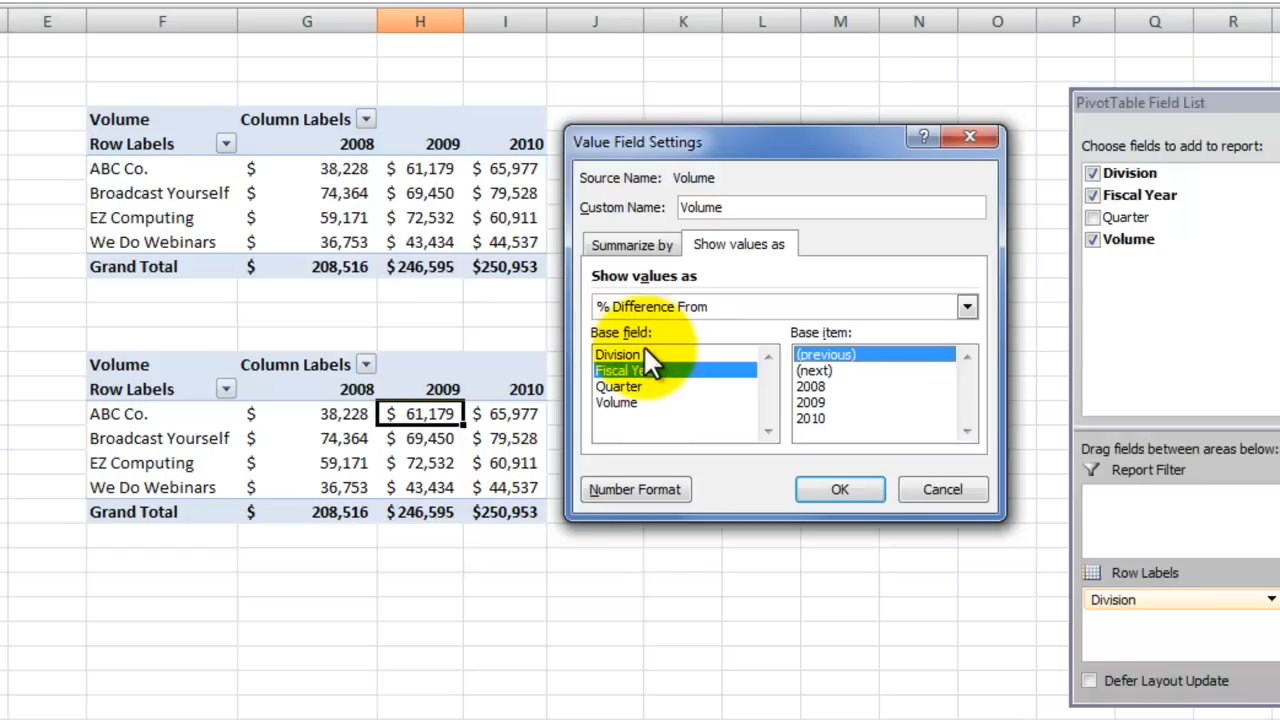 E F G H I J K L M N O P Q R
Volume Column Labels
Row Labels 2008 2009 2010
ABC Co. $ 38,228 $ 61,179 $ 65,977
Broadcast Yourself $ 74,364 $ 69,450 $ 79,528
EZ Computing $ 59,171 $ 72,532 $ 60,911
We Do Webinars $ 36,753 $ 43,434 $ 44,537
Grand Total $ 208,516 $ 246,595 $250,953
Volume Column Labels
Row Labels 2008 2009 2010
ABC Co. $ 38,228 $ 61,179 $ 65,977
Broadcast Yourself $ 74,364 $ 69,450 $ 79,528
EZ Computing $ 59,171 $ 72,532 $ 60,911
We Do Webinars $ 36,753 $ 43,434 $ 44,537
Grand Total $ 208,516 $ 246,595 $250,953
Value Field Settings
?
Source Name: Volume
Custom Name: Volume
Summarize by Show values as
Show values as
% Difference From
Base field: Base item:
Division (previous)
Fiscal Ye (next)
Quarter 2008
Volume 2009
2010
Number Format OK Cancel
PivotTable Field List
Choose fields to add to report:
Division
Fiscal Year
Quarter
Volume
Drag fields between areas below:
Report Filter
Row Labels
Division
Defer Layout Update